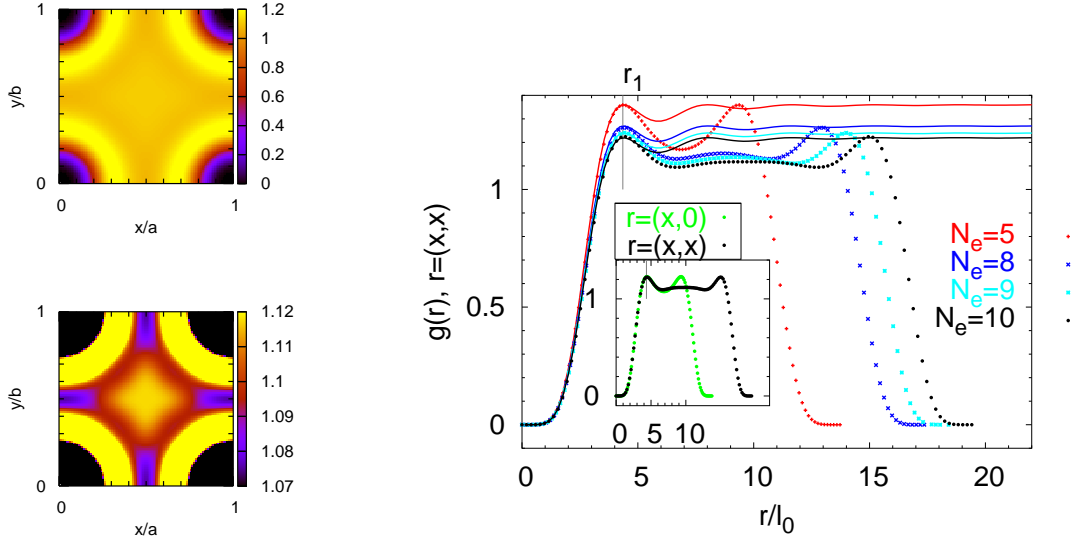 1
y/b
0
0
1
x/a
1.2
1
0.8
0.6
0.4
0.2
0
1
y/b
0
0
1
x/a
1.12
1.11
1.1
1.09
1.08
1.07
r1
g(r), r=(x,x)
1
0.5
0
0
5
10
15
20
r/l0
r=(x,0)
r=(x,x)
1
0
0
5
10
Ne=5
Ne=8
Ne=9
Ne=10